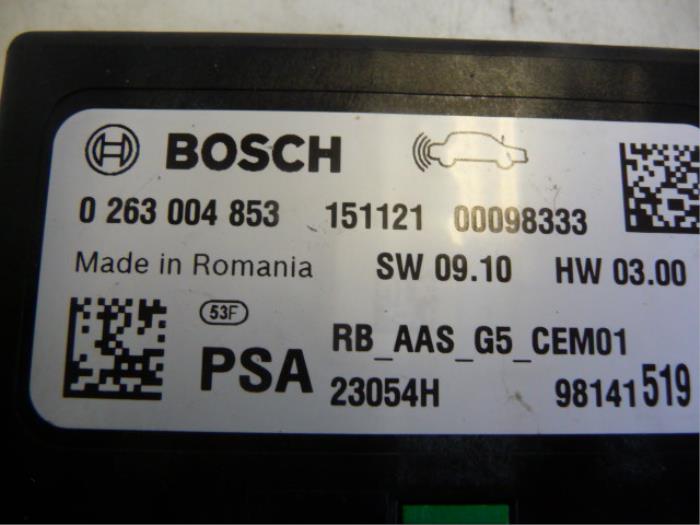 BOSCH
0 263 004 853 151121 00098333
Made in Romania SW 09.10 HW 03.00
53F
PSA RB_AAS_G5_CEM01
23054H 98141519